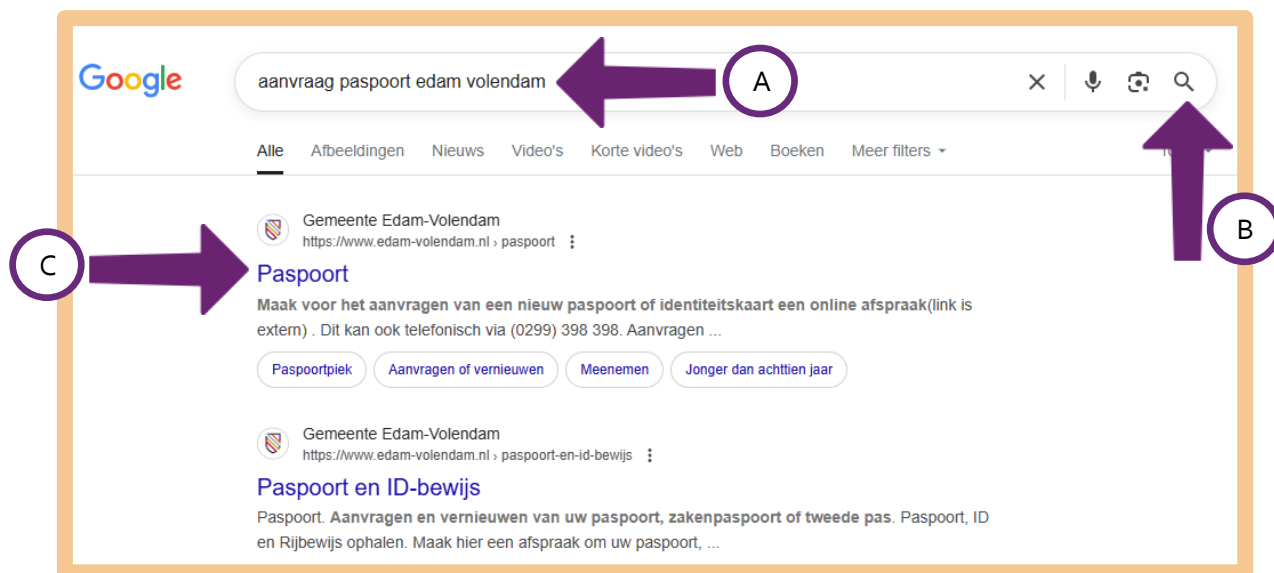 Google
aanvraag paspoort edam volendam
A
Alle Afbeeldingen Nieuws Video's Korte video's Web Boeken Meer filters
B
Gemeente Edam-Volendam
https://www.edam-volendam.nl › paspoort
C
Paspoort
Maak voor het aanvragen van een nieuw paspoort of identiteitskaart een online afspraak(link is
extern) . Dit kan ook telefonisch via (0299) 398 398. Aanvragen ...
Paspoortpiek Aanvragen of vernieuwen Meenemen Jonger dan achttien jaar
Gemeente Edam-Volendam
https://www.edam-volendam.nl › paspoort-en-id-bewijs
Paspoort en ID-bewijs
Paspoort. Aanvragen en vernieuwen van uw paspoort, zakenpaspoort of tweede pas. Paspoort, ID
en Rijbewijs ophalen. Maak hier een afspraak om uw paspoort, ...